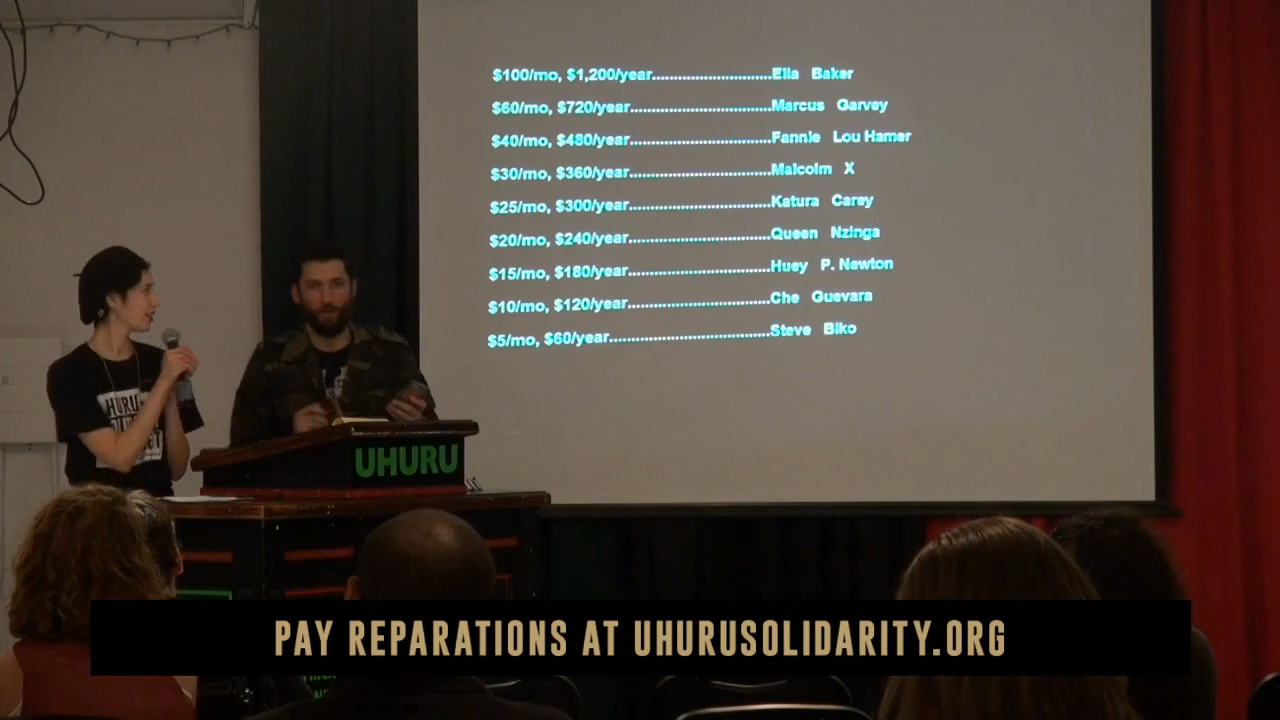 $100/mo, $1,200/year.............................Ella Baker
$60/mo, $720/year..................................Marcus Garvey
$40/mo, $480/year..................................Fannie Lou Hamer
$30/mo, $360/year..................................Malcolm X
$25/mo, $300/year..................................Katura Carey
$20/mo, $240/year..................................Queen Nzinga
$15/mo, $180/year..................................Huey P. Newton
$10/mo, $120/year..................................Che Guevara
$5/mo, $60/year.......................................Steve Biko
HURU
UHURU
PAY REPARATIONS AT UHURUSOLIDARITY.ORG